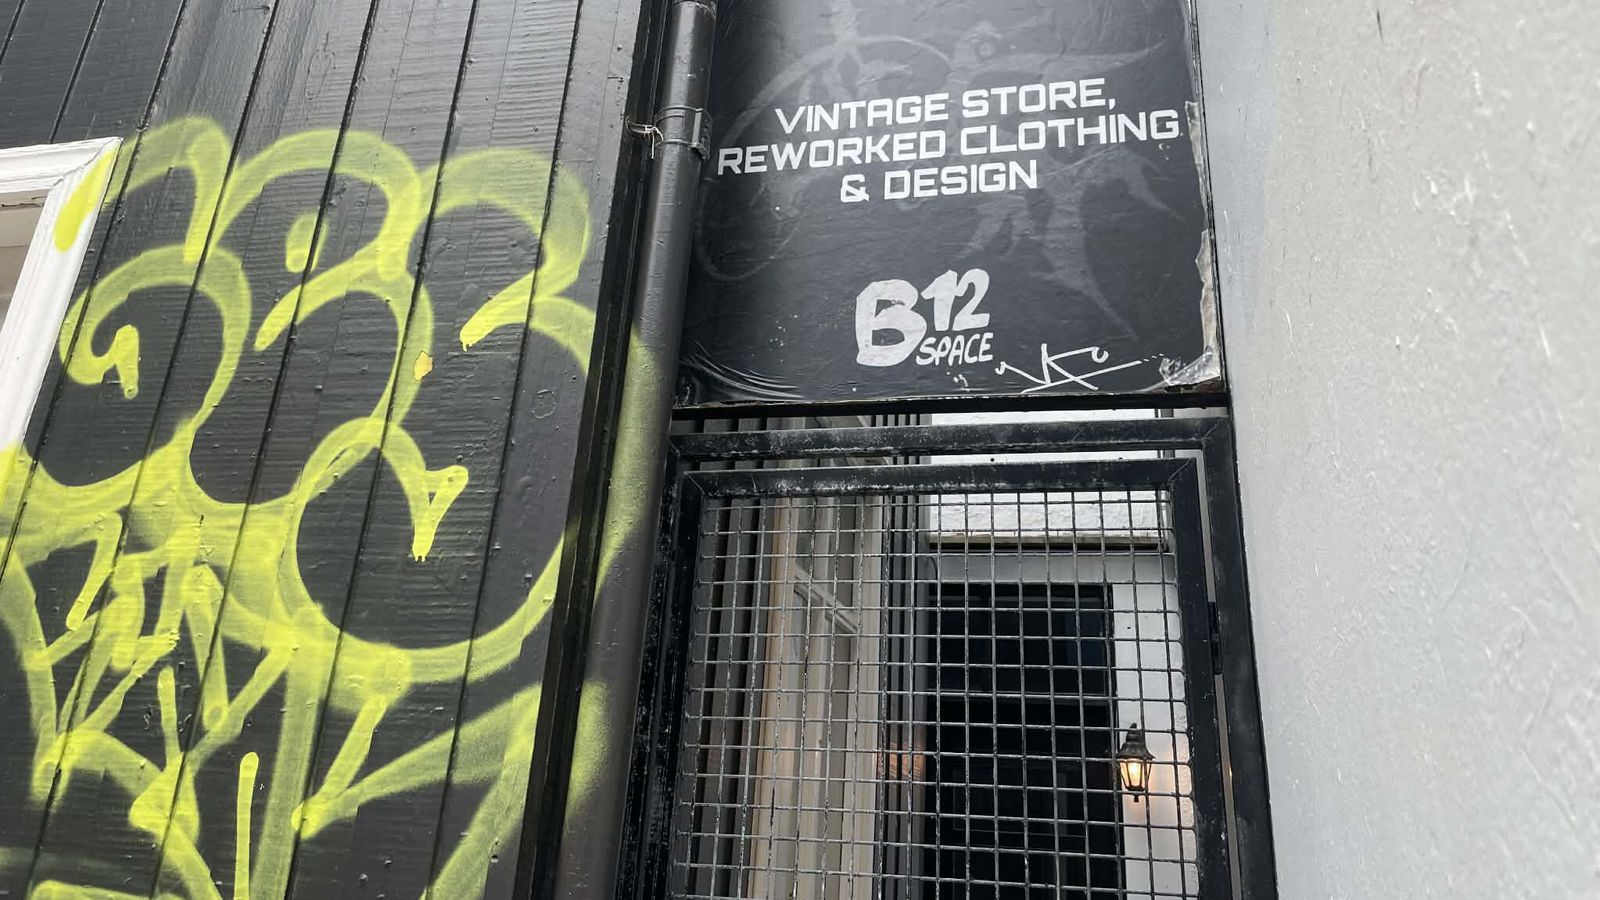 VINTAGE STORE,
REWORKED CLOTHING
& DESIGN
B12
SPACE